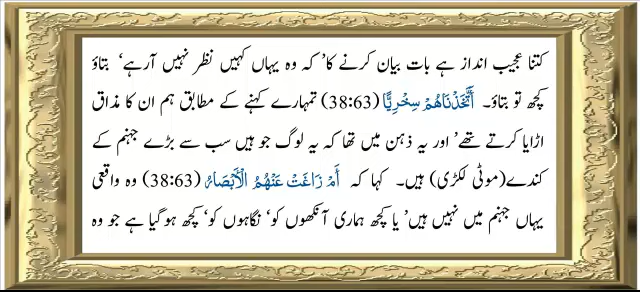 کتنا عجیب انداز ہے بات بیان کرنے کا‘ کہ وہ یہاں کہیں نظر نہیں آرہے‘ بتاؤ
کچھ تو بتاؤ۔ أَتَّخَذْنَاهُمْ سِخْرِيًّا (38:63) تمہارے کہنے کے مطابق ہم ان کا مذاق
اڑایا کرتے تھے‘ اور یہ ذہن میں تھا کہ یہ لوگ جو ہیں سب سے بڑے جہنم کے
کندے(موٹی لکڑی) ہیں۔ کہا کہ أَمْ زَاغَتْ عَنْهُمُ الْأَبْصَارُ (38:63) وہ واقعی
یہاں جہنم میں نہیں ہیں‘ یا کچھ ہماری آنکھوں کو‘ نگاہوں کو‘ کچھ ہوگیا ہے جو وہ